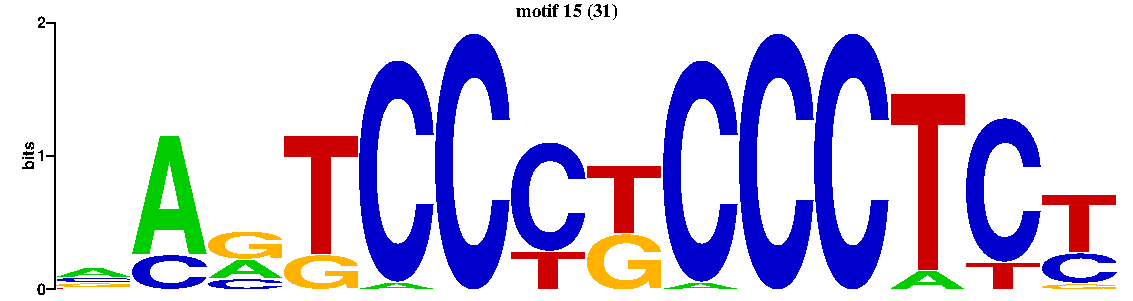 motif 15 (31)
2
bits
1
0
A A G T C C C T C C C T C T
C C A G A T G A A T C
G C G